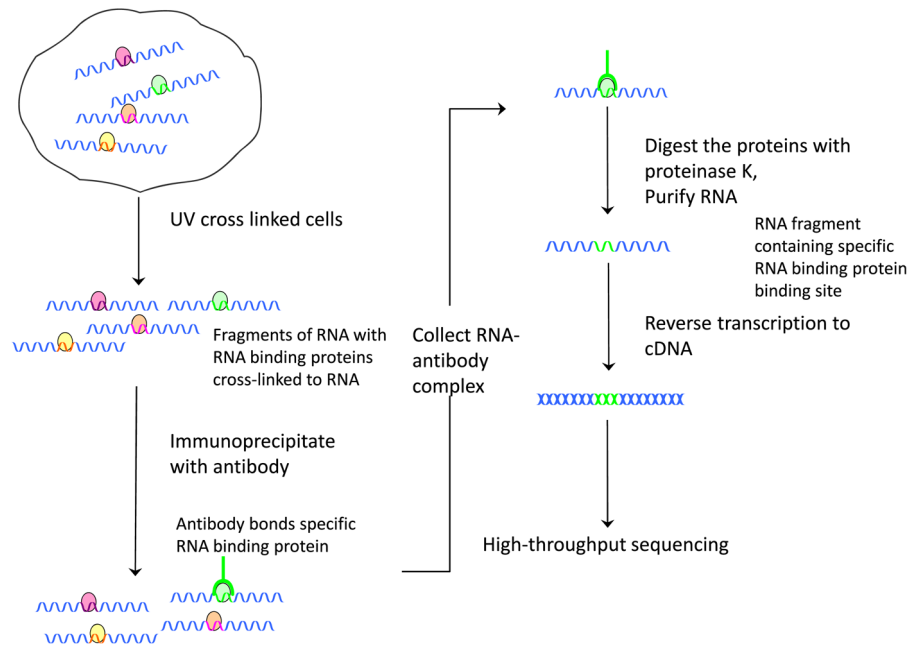 UV cross linked cells
Fragments of RNA with
RNA binding proteins
cross-linked to RNA
Immunoprecipitate
with antibody
Antibody bonds specific
RNA binding protein
Collect RNA-
antibody
complex
Digest the proteins with
proteinase K,
Purify RNA
RNA fragment
containing specific
RNA binding protein
binding site
Reverse transcription to
cDNA
High-throughput sequencing